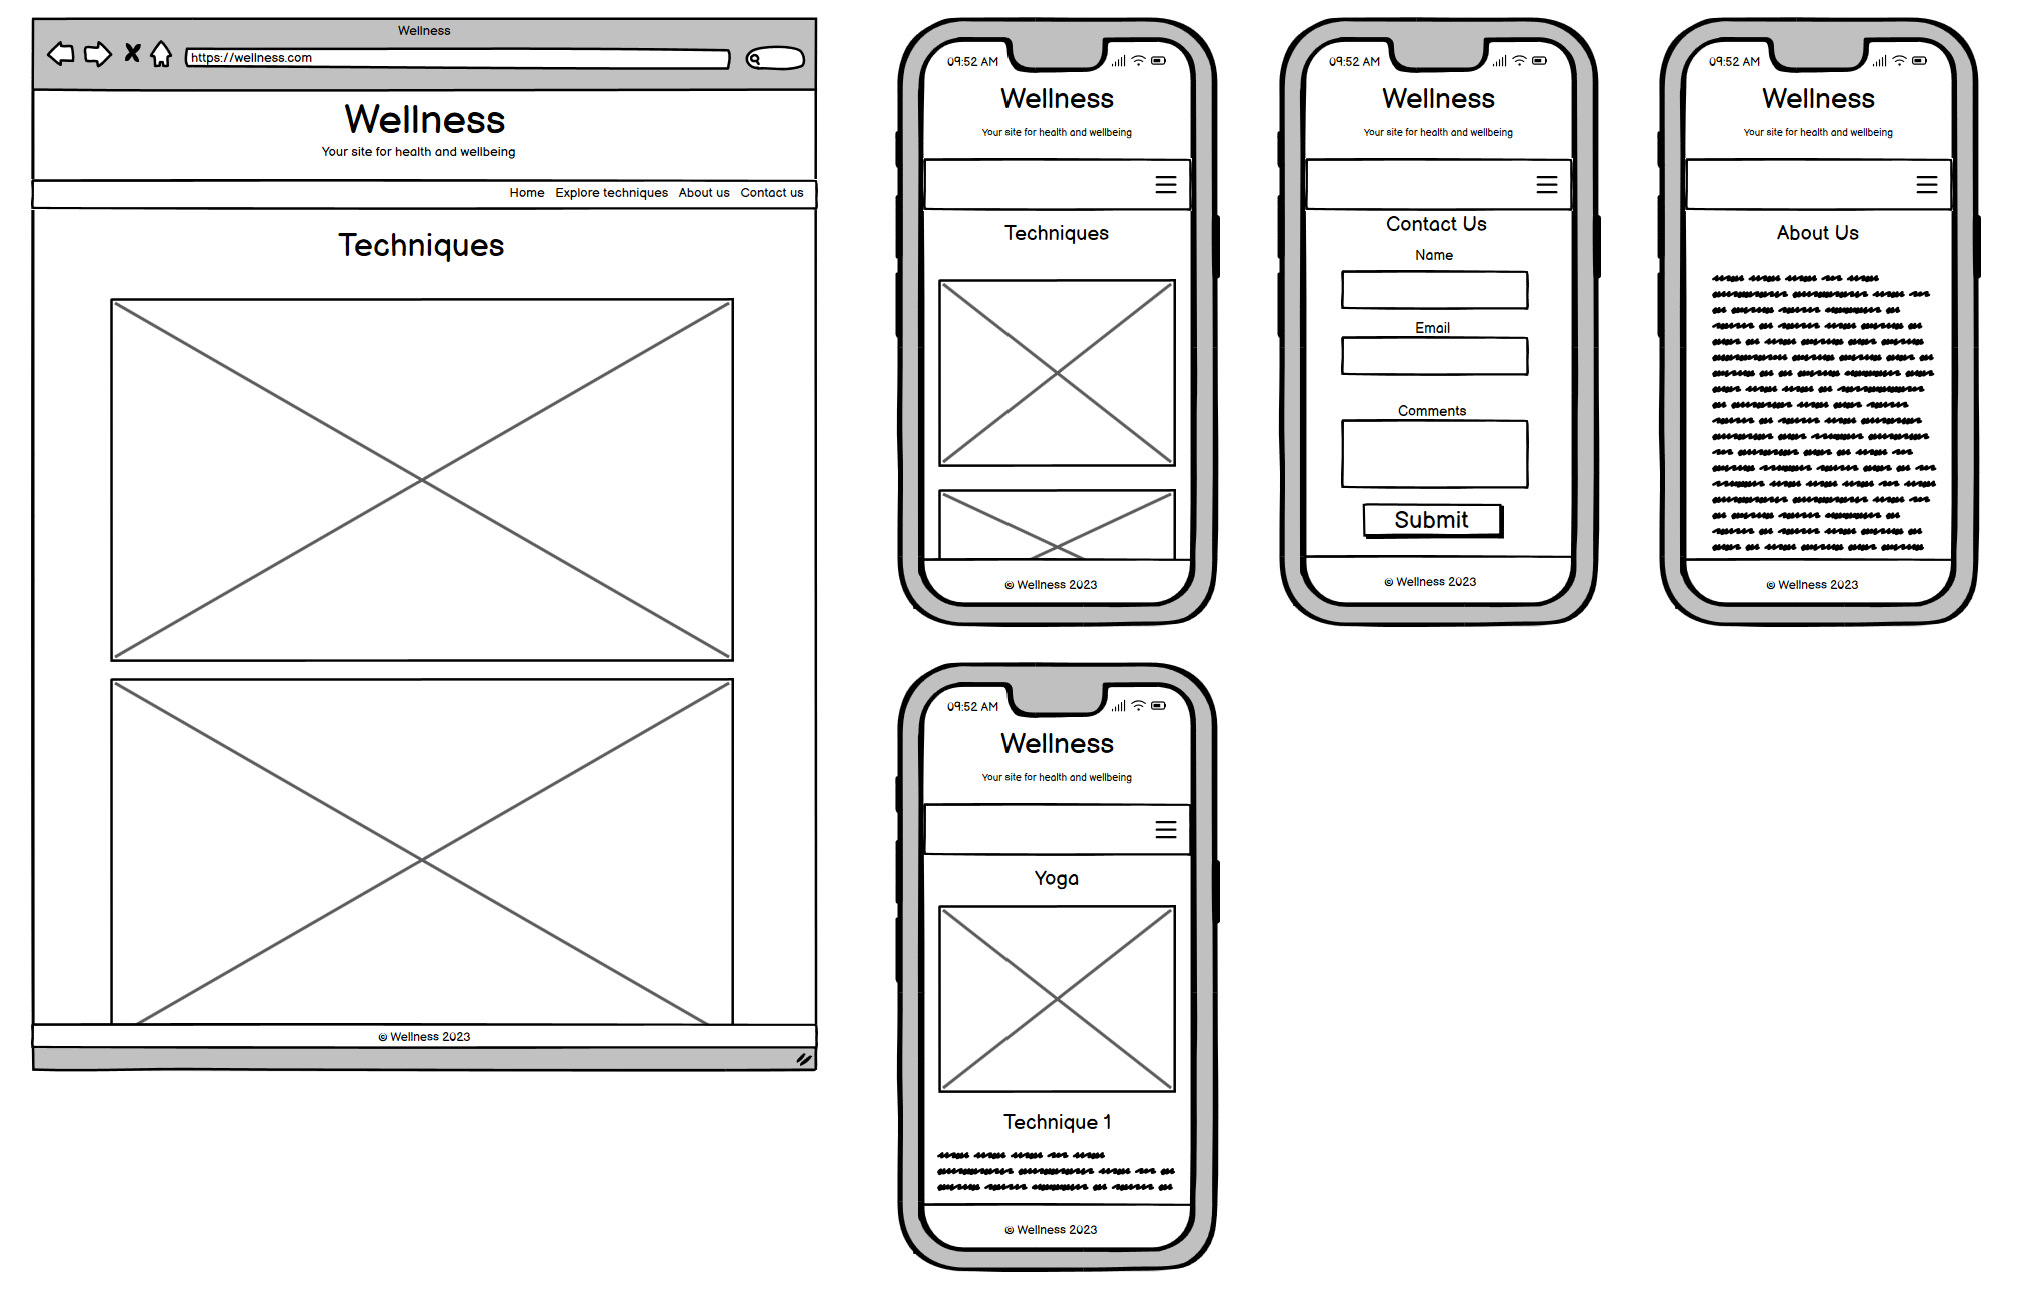 Wellness
https://wellness.com
Wellness
Your site for health and wellbeing
Home Explore techniques About us Contact us
Techniques
© Wellness 2023
09:52 AM
Wellness
Your site for health and wellbeing
Techniques
© Wellness 2023
09:52 AM
Wellness
Your site for health and wellbeing
Contact Us
Name
Email
Comments
Submit
© Wellness 2023
09:52 AM
Wellness
Your site for health and wellbeing
About Us
© Wellness 2023
09:52 AM
Wellness
Your site for health and wellbeing
Yoga
Technique 1
© Wellness 2023